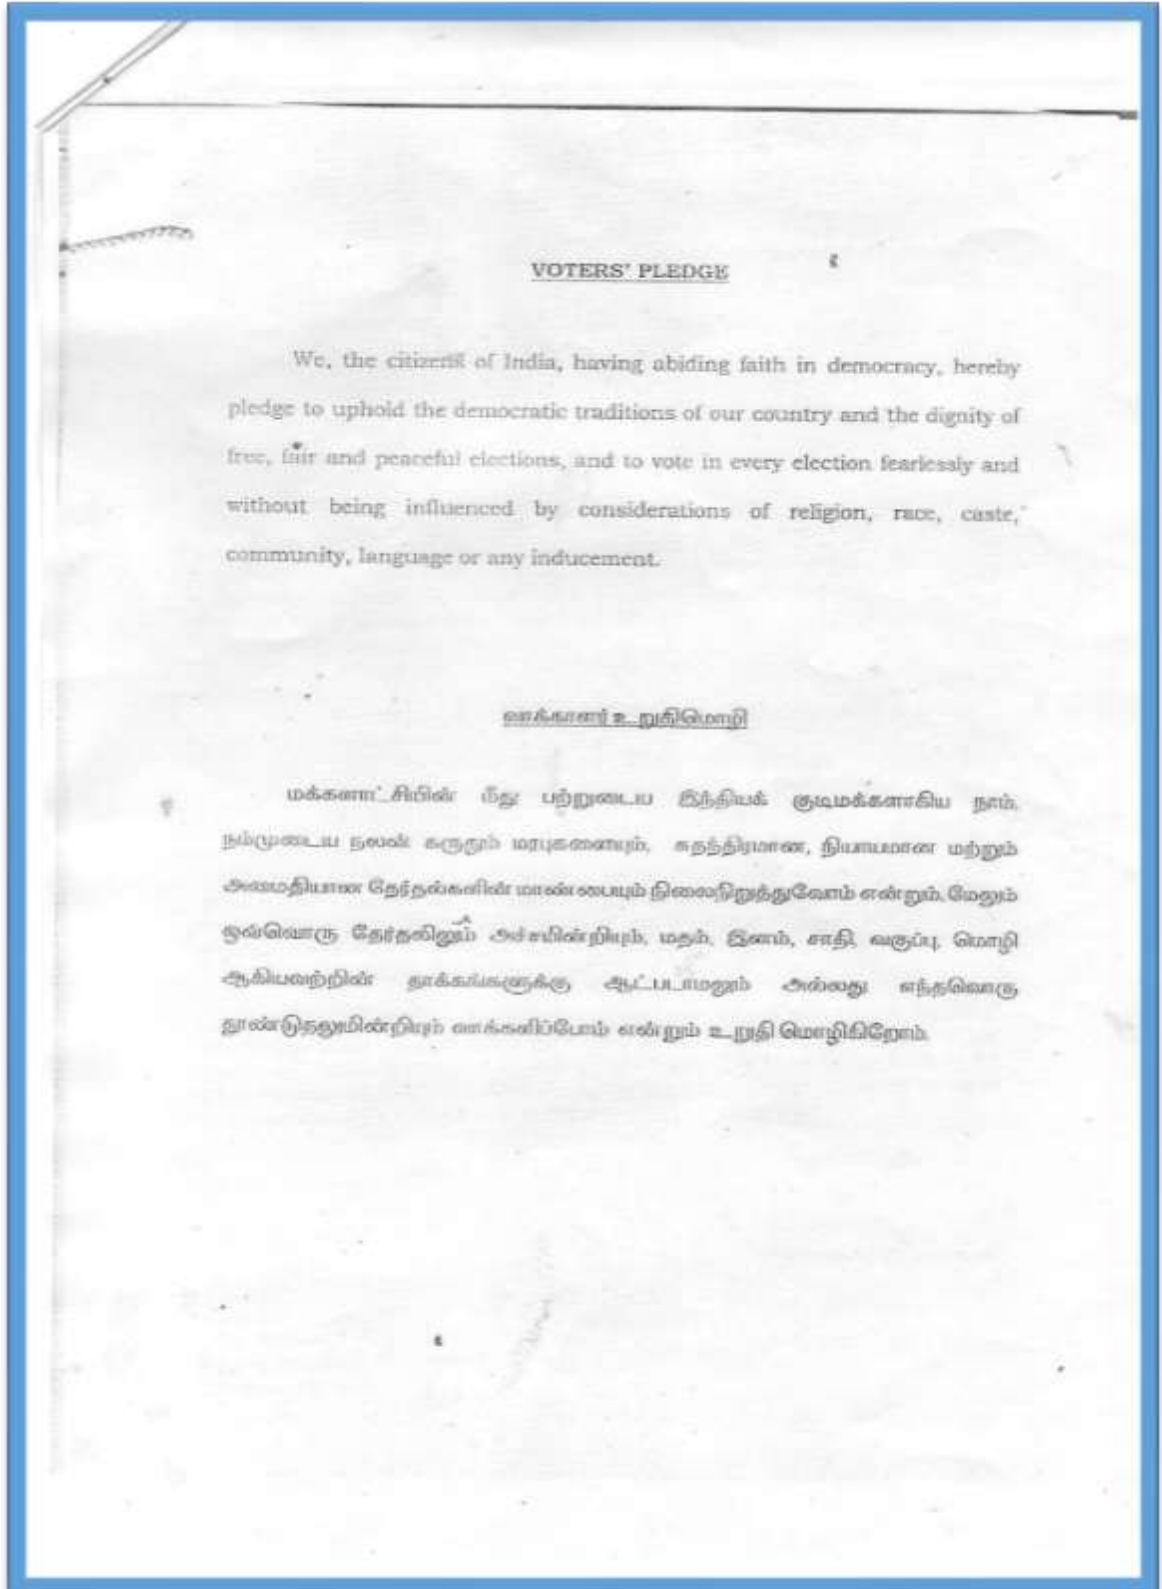 VOTERS' PLEDGE
We, the citizens of India, having abiding faith in democracy, hereby
pledge to uphold the democratic traditions of our country and the dignity of
free, fair and peaceful elections, and to vote in every election fearlessly and
without being influenced by considerations of religion, race, caste,
community, language or any inducement.
வாக்காளர் உறுதிமொழி
மக்களாட்சியின் மீது பற்றுடைய இந்தியக் குடிமக்களாகிய நாம்,
நம்முடைய நலன் கருதும் மரபுகளையும், சுதந்திரமான, நியாயமான மற்றும்
அமைதியான தேர்தல்களின் மாண்பையும் நிலைநிறுத்துவோம் என்றும், மேலும்
ஒவ்வொரு தேர்தலிலும் அச்சமின்றியும், மதம், இனம், சாதி, வகுப்பு, மொழி
ஆகியவற்றின் தாக்கங்களுக்கு ஆட்படாமலும் அல்லது எந்தவொரு
தூண்டுதலுமின்றியும் வாக்களிப்போம் என்றும் உறுதி மொழிகிறோம்.